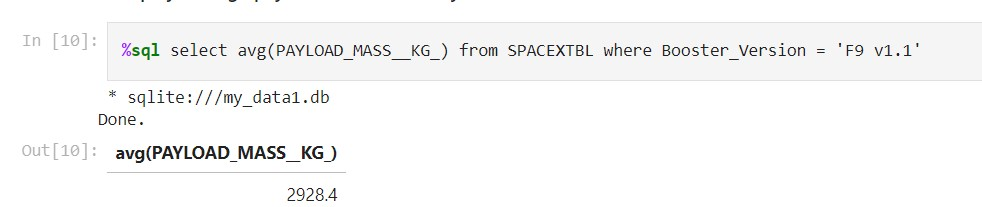 In [10]: %sql select avg(PAYLOAD_MASS__KG_) from SPACEXTBL where Booster_Version = 'F9 v1.1'
* sqlite:///my_data1.db
Done.
Out[10]: avg(PAYLOAD_MASS__KG_)
2928.4